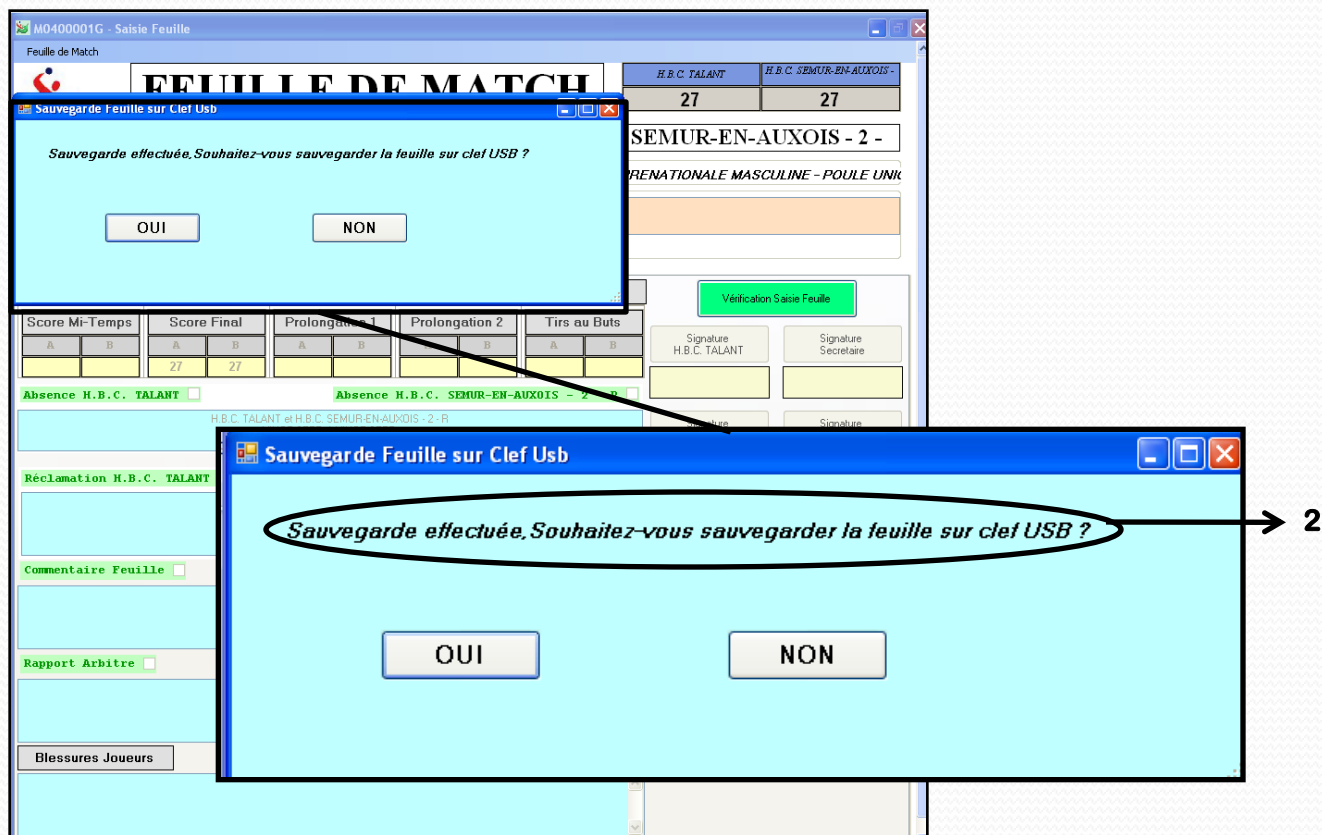 M0400001G - Saisie Feuille
Feuille de Match
FEUILLE DE MATCH
H.B.C. TALANT
H.B.C. SEMUR-EN-AUXOIS -
27
27
Sauvegarde Feuille sur Clef Usb
Sauvegarde effectuée,Souhaitez-vous sauvegarder la feuille sur clef USB ?
OUI
NON
SEMUR-EN-AUXOIS - 2 -
PRENATIONALE MASCULINE - POULE
Vérification Saisie Feuille
Score Mi-Temps
Score Final
Prolongation 1
Prolongation 2
Tirs au Buts
A
B
A
B
A
B
B
A
B
27
27
Signature
H.B.C. TALANT
Signature
Secretaire
Absence H.B.C. TALANT
Absence H.B.C. SEMUR-EN-AUXOIS - 2 - R
H.B.C. TALANT et H.B.C. SEMUR-EN-AUXOIS - 2 - R
Signature
Signature
Réclamation H.B.C. TALANT
Commentaire Feuille
Rapport Arbitre
Blessures Joueurs
Sauvegarde Feuille sur Clef Usb
Sauvegarde effectuée,Souhaitez-vous sauvegarder la feuille sur clef USB ?
OUI
NON
2